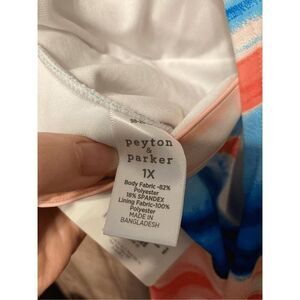 peyton
&
parker
1X
Body Fabric -82%
Polyester
18% SPANDEX
Lining Fabric-100%
Polyester
MADE IN
BANGLADESH